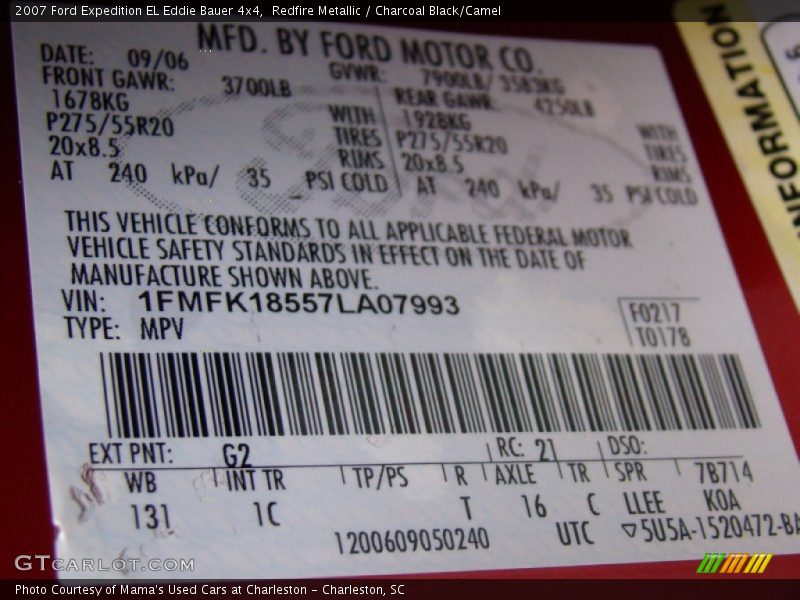 2007 Ford Expedition EL Eddie Bauer 4x4, Redfire Metallic / Charcoal Black/Camel
MFD. BY FORD MOTOR CO.
DATE: 09/06 GVWR: 7900LB/ 3583KG
FRONT GAWR: 3700LB REAR GAWR: 4250LB
1678KG WITH 1928KG WITH
P275/55R20 TIRES P275/55R20 TIRES
20x8.5 RIMS 20x8.5 RIMS
AT 240 kPa/ 35 PSI COLD AT 240 kPa/ 35 PSI COLD
THIS VEHICLE CONFORMS TO ALL APPLICABLE FEDERAL MOTOR
VEHICLE SAFETY STANDARDS IN EFFECT ON THE DATE OF
MANUFACTURE SHOWN ABOVE.
VIN: 1FMFK18557LA07993 F0217
TYPE: MPV T0178
EXT PNT: G2 RC: 21 DSO:
WB INT TR TP/PS R AXLE TR SPR 7B714
131 1C T 16 C LLEE K0A
1200609050240 UTC ▽5U5A-1520472-BA
INFORMATION
GTcarlot.com
Photo Courtesy of Mama's Used Cars at Charleston - Charleston, SC